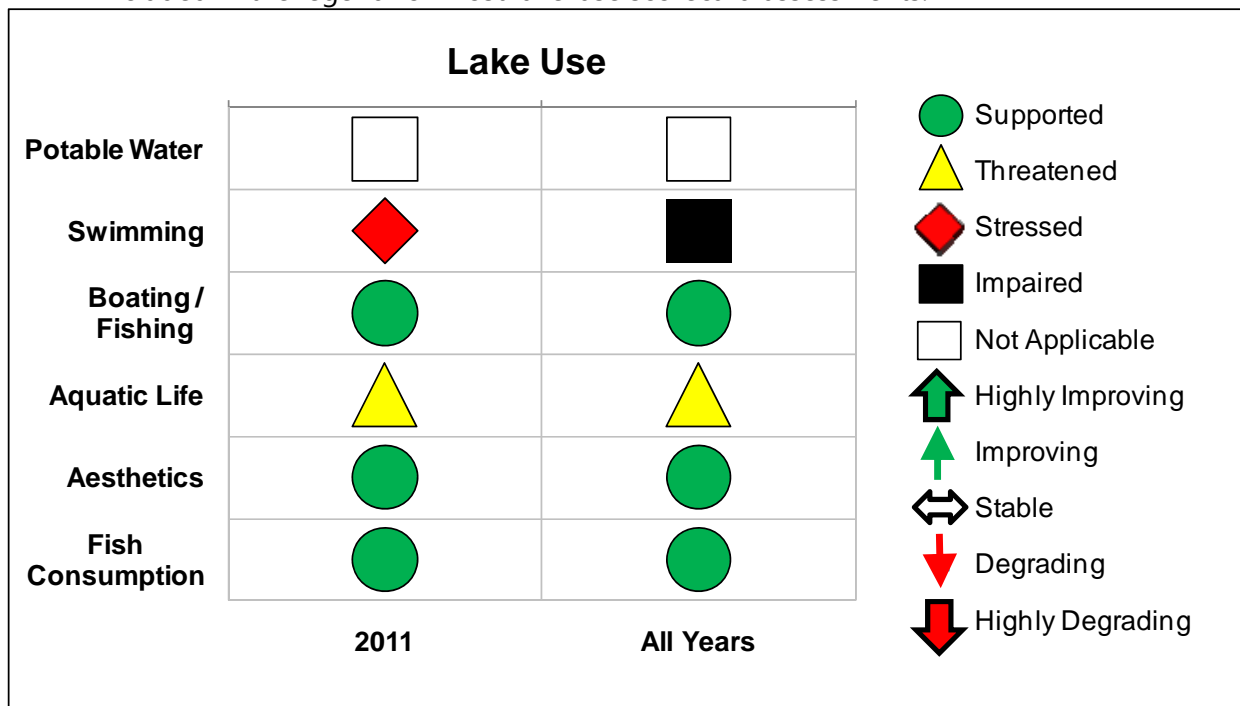 Lake Use
Potable Water
Swimming
Boating /
Fishing
Aquatic Life
Aesthetics
Fish
Consumption
2011
All Years
Supported
Threatened
Stressed
Impaired
Not Applicable
Highly Improving
Improving
Stable
Degrading
Highly Degrading